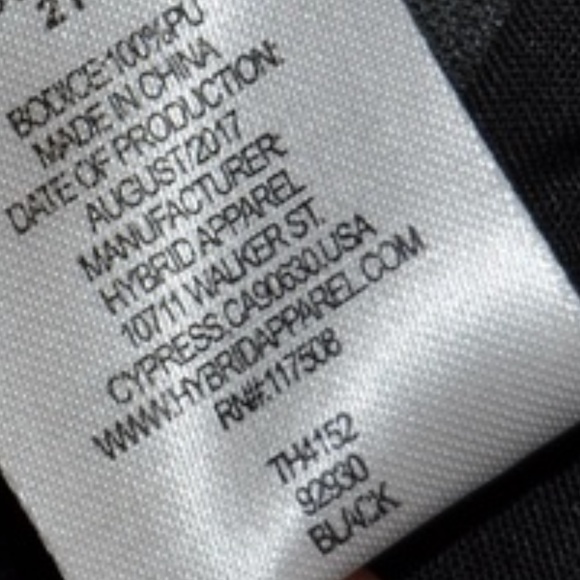 BODICE:100%PU
MADE IN CHINA
DATE OF PRODUCTION:
AUGUST/2017
MANUFACTURER:
HYBRID APPAREL
10711 WALKER ST.
CYPRESS,CA90630.USA
WWW.HYBRIDAPPAREL.COM
RN#:117508
TH4152
92930
BLACK